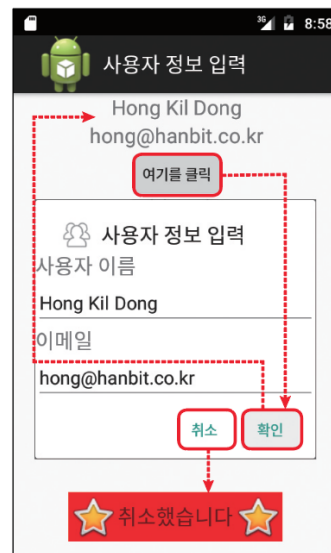 3G 8:58
사용자 정보 입력
Hong Kil Dong
hong@hanbit.co.kr
여기를 클릭
사용자 정보 입력
사용자 이름
Hong Kil Dong
이메일
hong@hanbit.co.kr
취소 확인
취소했습니다